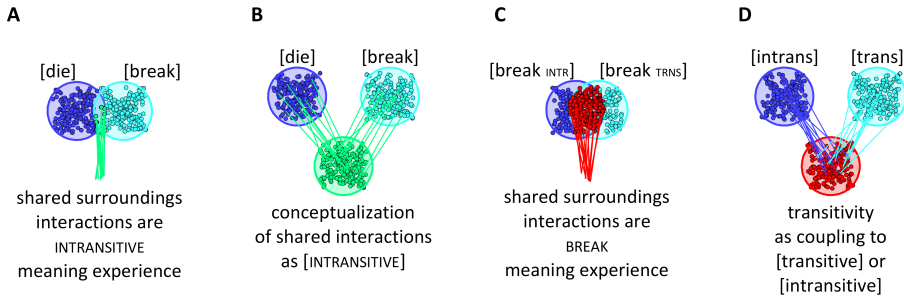 A
[die] [break]
shared surroundings
interactions are
INTRANSITIVE
meaning experience
B
[die] [break]
conceptualization
of shared interactions
as [INTRANSITIVE]
C
[break INTR] [break TRNS]
shared surroundings
interactions are
BREAK
meaning experience
D
[intrans] [trans]
transitivity
as coupling to
[transitive] or
[intransitive]